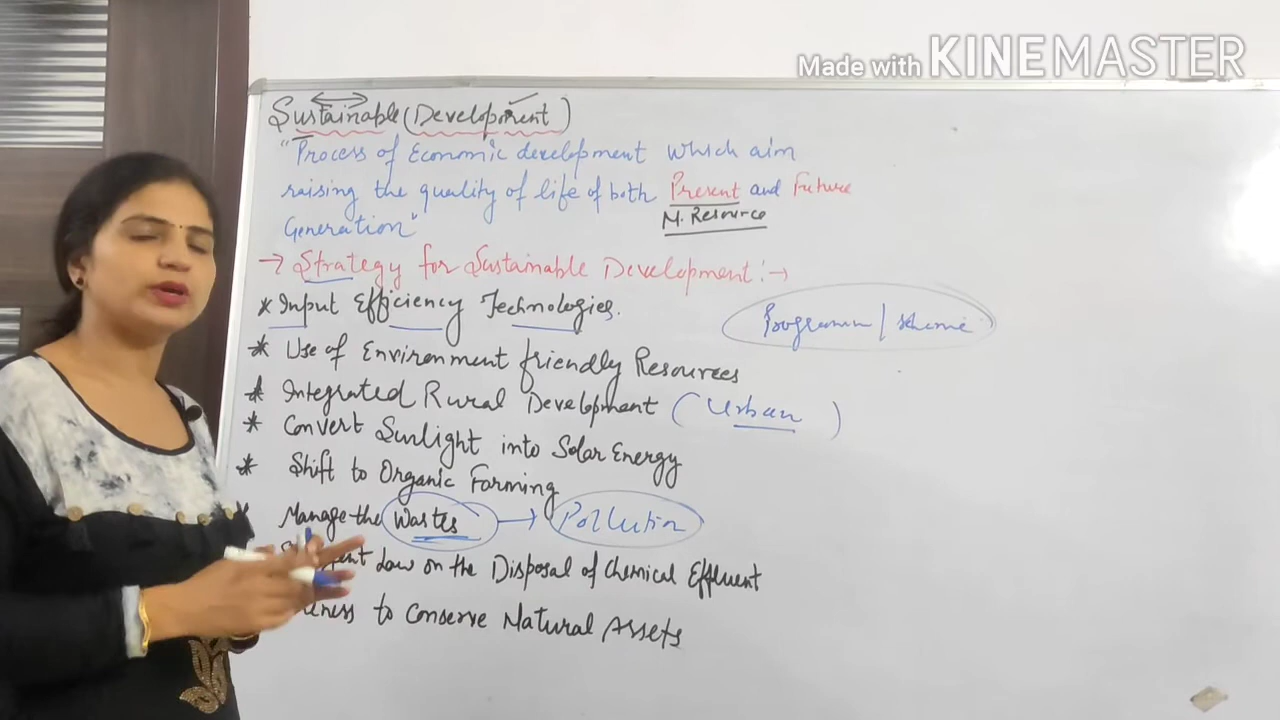 Made with KINEMASTER
Sustainable (Development)
"Process of Economic development which aim
raising the quality of life of both Present and Future
M. Resource
Generation"
→ Strategy for Sustainable Development:→
* Input Efficiency Technologies.
Programm / Scheme
* Use of Environment friendly Resources
* Integrated Rural Development (Urban)
* Convert Sunlight into Solar Energy
* Shift to Organic Farming
* Manage the Wastes → Pollution
Law on the Disposal of Chemical Effluent
to Conserve Natural Assets